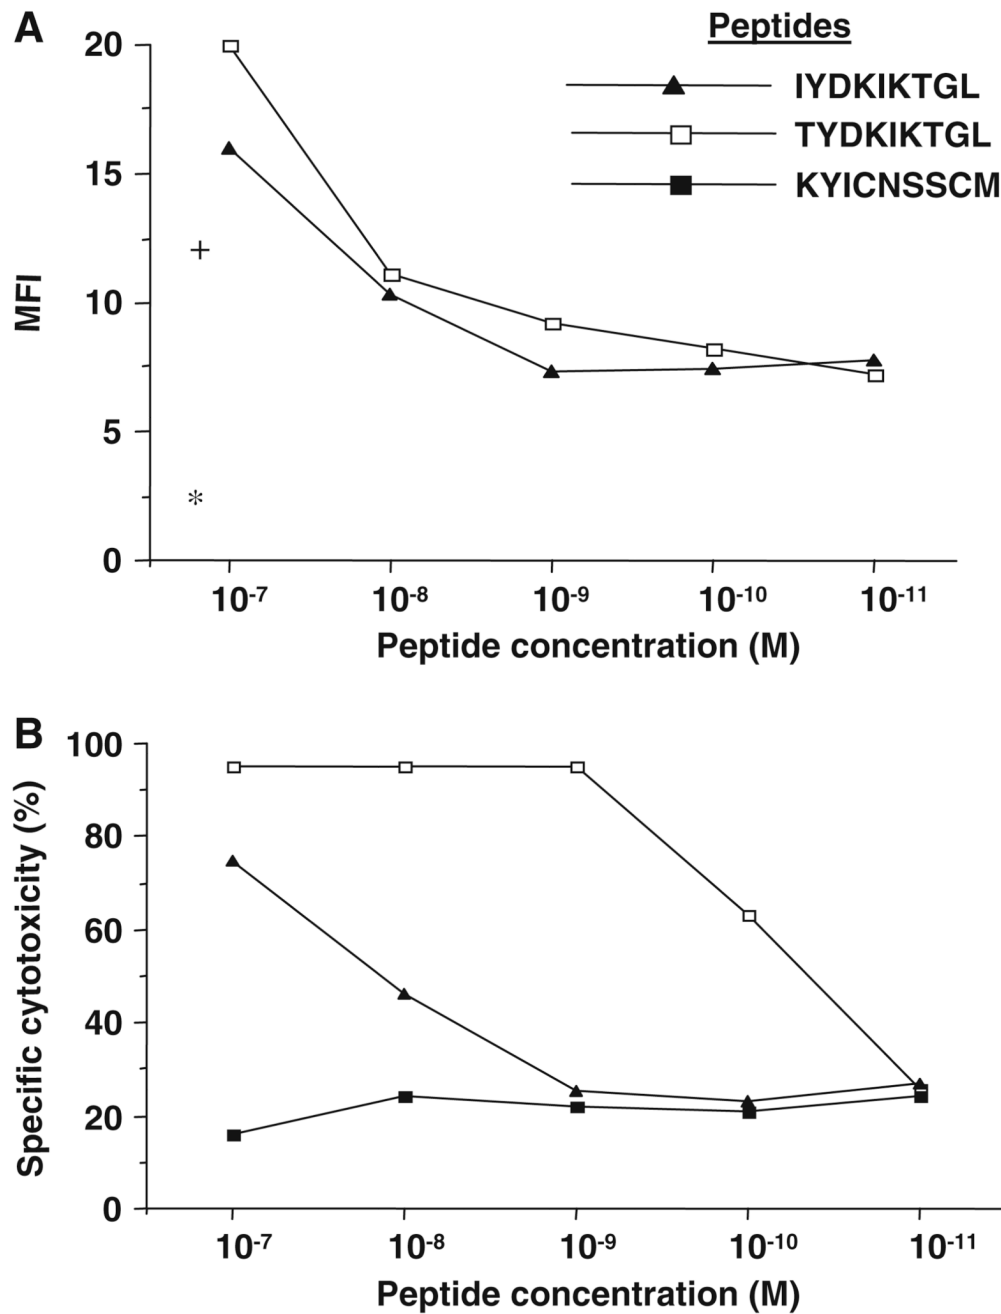 A
Peptides
IYDKIKTGL
TYDKIKTGL
KYICNSSCM
20
15
10
5
0
MFI
+
*
10-7 10-8 10-9 10-10 10-11
Peptide concentration (M)
B
100
80
60
40
20
0
Specific cytotoxicity (%)
10-7 10-8 10-9 10-10 10-11
Peptide concentration (M)